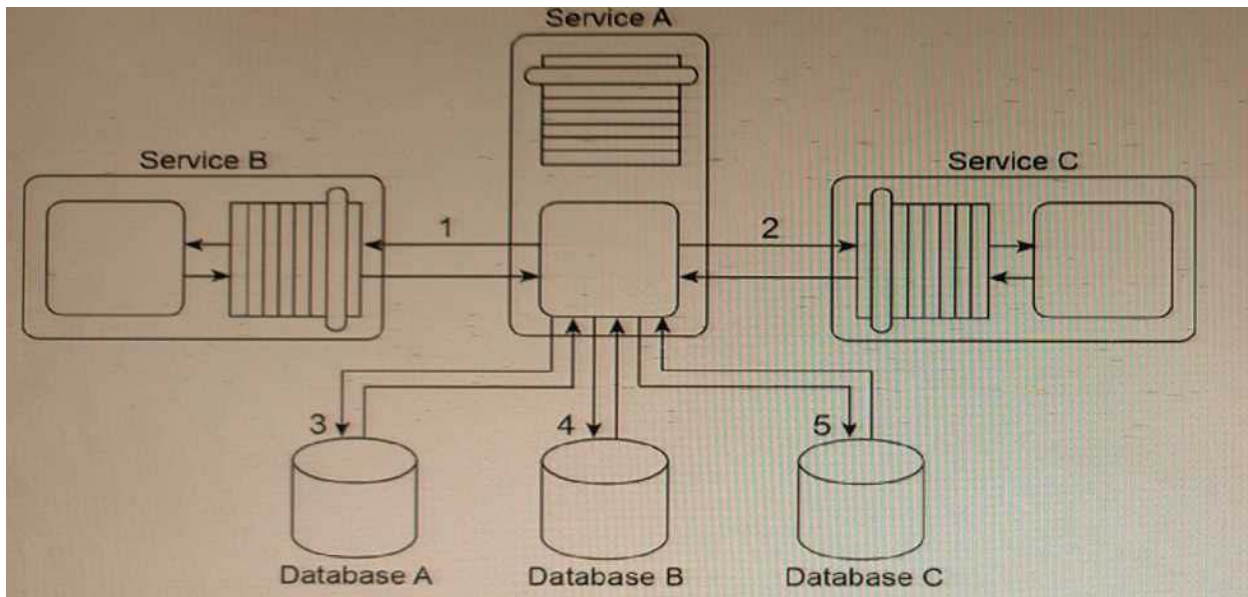 Service A
Service B
Service C
1
2
3
4
5
Database A
Database B
Database C